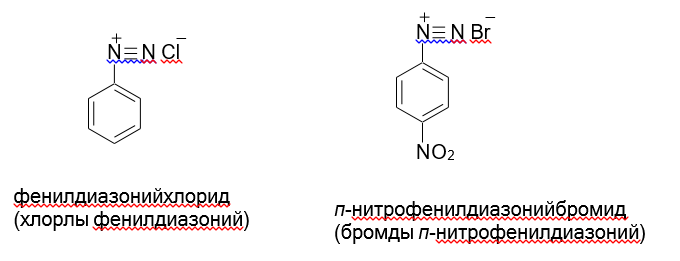 N≡N Cl
+
−
N≡N Br
+
−
NO2
фенилдиазонийхлорид
(хлорлы фенилдиазоний)
п-нитрофенилдиазонийбромид
(бромды п-нитрофенилдиазоний)